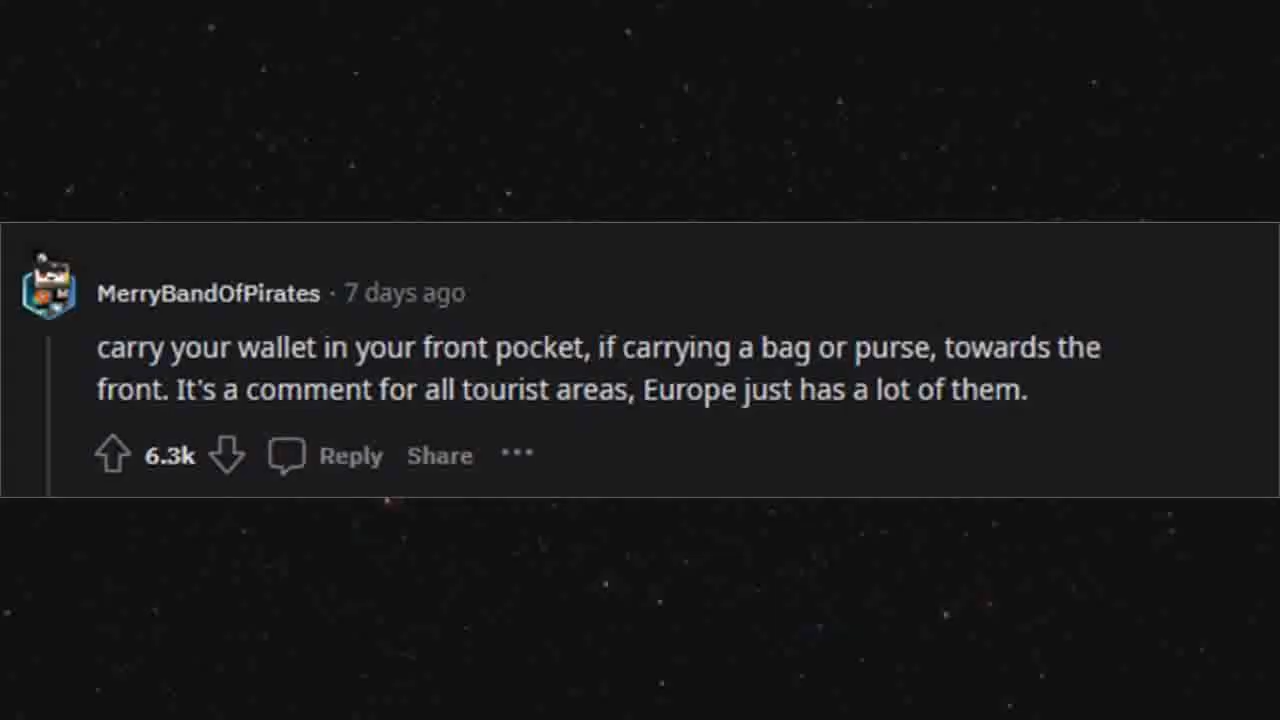 MerryBandOfPirates · 7 days ago
carry your wallet in your front pocket, if carrying a bag or purse, towards the
front. It's a comment for all tourist areas, Europe just has a lot of them.
6.3k Reply Share ···